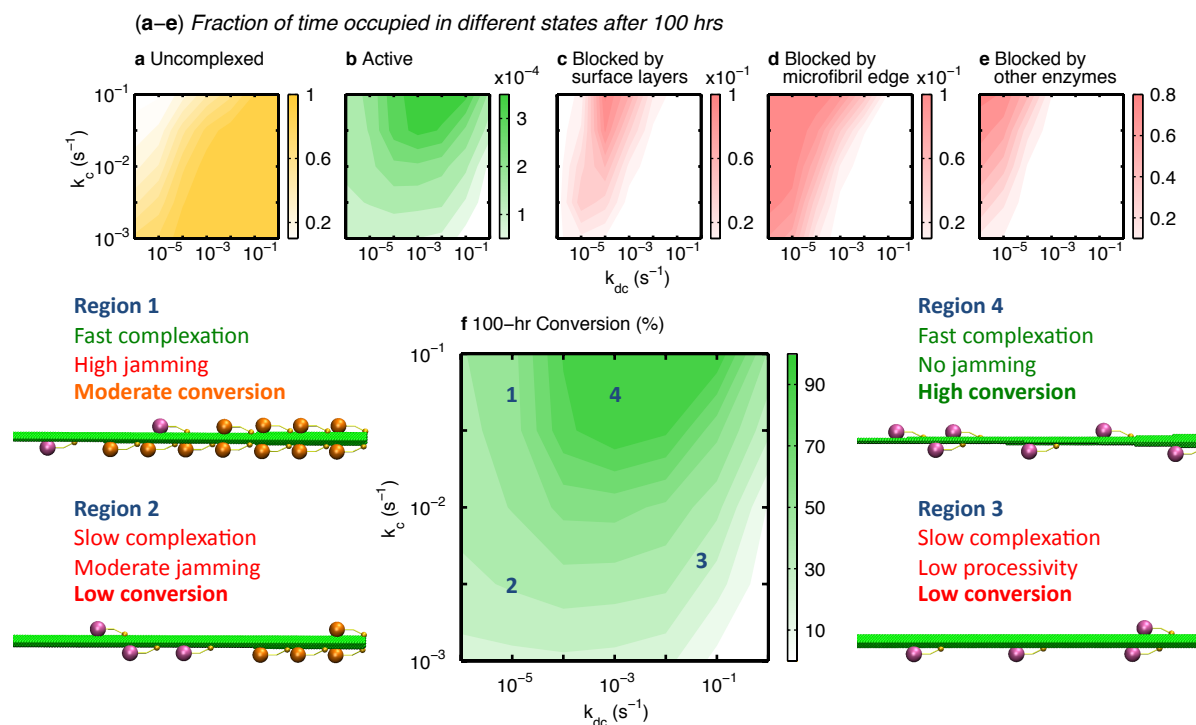 (a–e) Fraction of time occupied in different states after 100 hrs
a Uncomplexed
b Active
c Blocked by
surface layers
d Blocked by
microfibril edge
e Blocked by
other enzymes
x10⁻⁴
x10⁻¹
x10⁻¹
k_c (s⁻¹)
10⁻¹
10⁻²
10⁻³
10⁻⁵ 10⁻³ 10⁻¹
1
0.6
0.2
10⁻⁵ 10⁻³ 10⁻¹
3
2
1
10⁻⁵ 10⁻³ 10⁻¹
1
0.6
0.2
10⁻⁵ 10⁻³ 10⁻¹
1
0.6
0.2
10⁻⁵ 10⁻³ 10⁻¹
0.8
0.6
0.4
0.2
k_dc (s⁻¹)
Region 1
Fast complexation
High jamming
Moderate conversion
Region 2
Slow complexation
Moderate jamming
Low conversion
f 100–hr Conversion (%)
k_c (s⁻¹)
10⁻¹
10⁻²
10⁻³
1
4
2
3
10⁻⁵ 10⁻³ 10⁻¹
k_dc (s⁻¹)
90
70
50
30
10
Region 4
Fast complexation
No jamming
High conversion
Region 3
Slow complexation
Low processivity
Low conversion